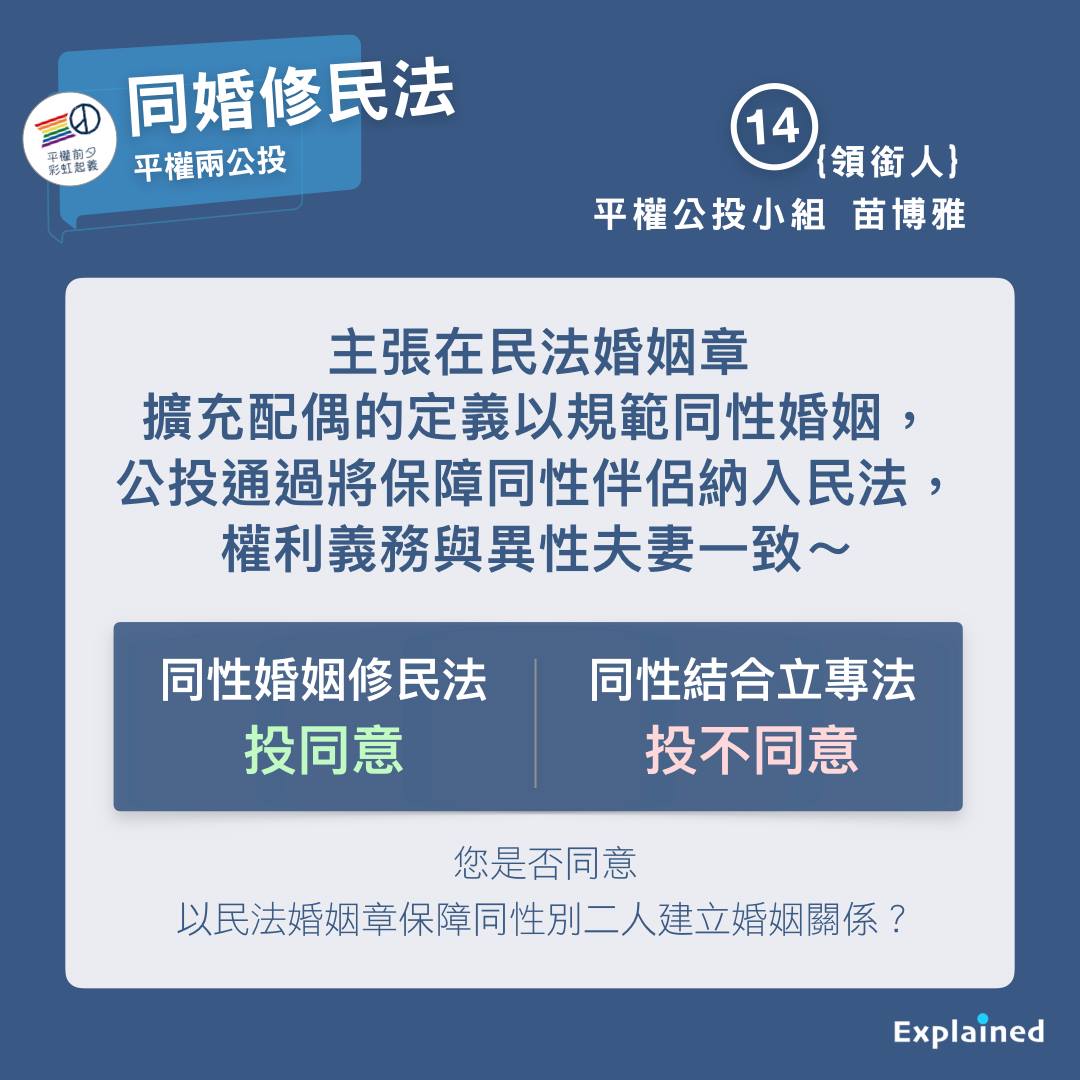 同婚修民法
平權兩公投
平權前夕
彩虹起義
14
{領銜人}
平權公投小組 苗博雅
主張在民法婚姻章
擴充配偶的定義以規範同性婚姻，
公投通過將保障同性伴侶納入民法，
權利義務與異性夫妻一致～
同性婚姻修民法
投同意
同性結合立專法
投不同意
您是否同意
以民法婚姻章保障同性別二人建立婚姻關係？
Explained